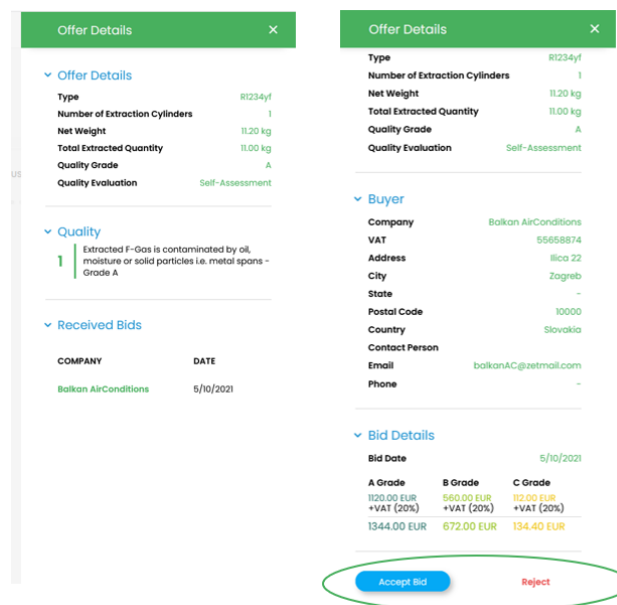 Offer Details ×
Offer Details
Type R1234yf
Number of Extraction Cylinders 1
Net Weight 11.20 kg
Total Extracted Quantity 11.00 kg
Quality Grade A
Quality Evaluation Self-Assessment
Quality
1 Extracted F-Gas is contaminated by oil,
moisture or solid particles i.e. metal spans -
Grade A
Received Bids
COMPANY DATE
Balkan AirConditions 5/10/2021
Offer Details ×
Type R1234yf
Number of Extraction Cylinders 1
Net Weight 11.20 kg
Total Extracted Quantity 11.00 kg
Quality Grade A
Quality Evaluation Self-Assessment
Buyer
Company Balkan AirConditions
VAT 55658874
Address Ilica 22
City Zagreb
State -
Postal Code 10000
Country Slovakia
Contact Person
Email balkanAC@zetmail.com
Phone -
Bid Details
Bid Date 5/10/2021
A Grade B Grade C Grade
1120.00 EUR 560.00 EUR 112.00 EUR
+VAT (20%) +VAT (20%) +VAT (20%)
1344.00 EUR 672.00 EUR 134.40 EUR
Accept Bid Reject